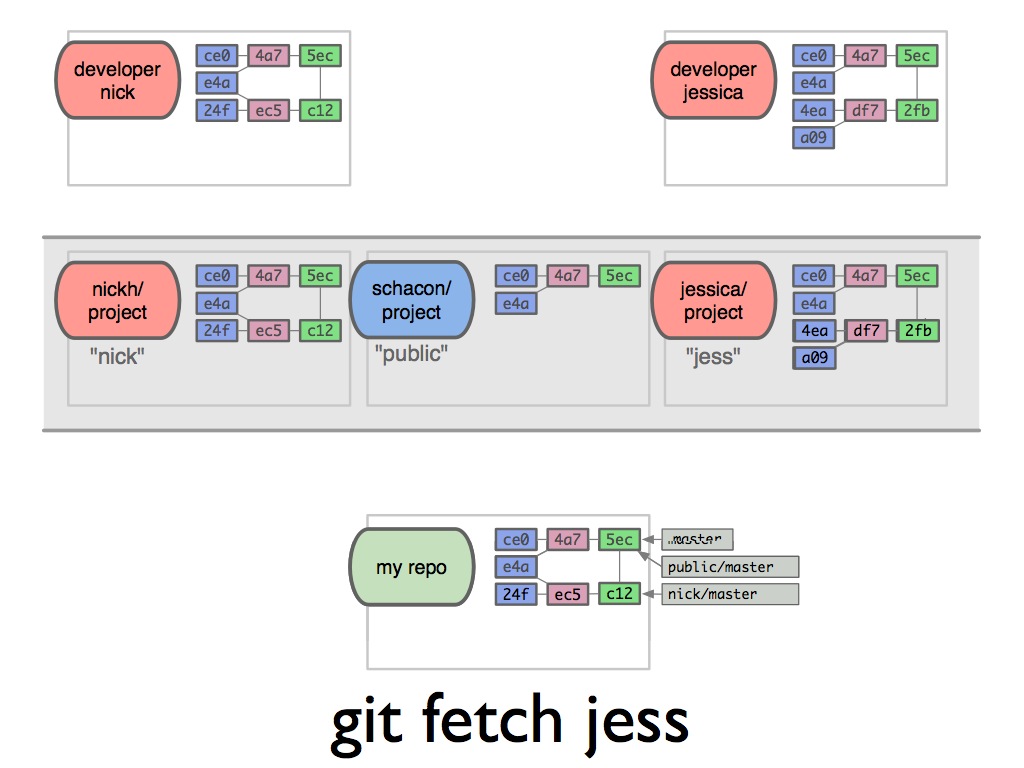 developer
nick
ce0 4a7 5ec
e4a
24f ec5 c12
developer
jessica
ce0 4a7 5ec
e4a
4ea df7 2fb
a09
nickh/
project
"nick"
ce0 4a7 5ec
e4a
24f ec5 c12
schacon/
project
"public"
ce0 4a7 5ec
e4a
jessica/
project
"jess"
ce0 4a7 5ec
e4a
4ea df7 2fb
a09
my repo
ce0 4a7 5ec
e4a
24f ec5 c12
master
public/master
nick/master
git fetch jess